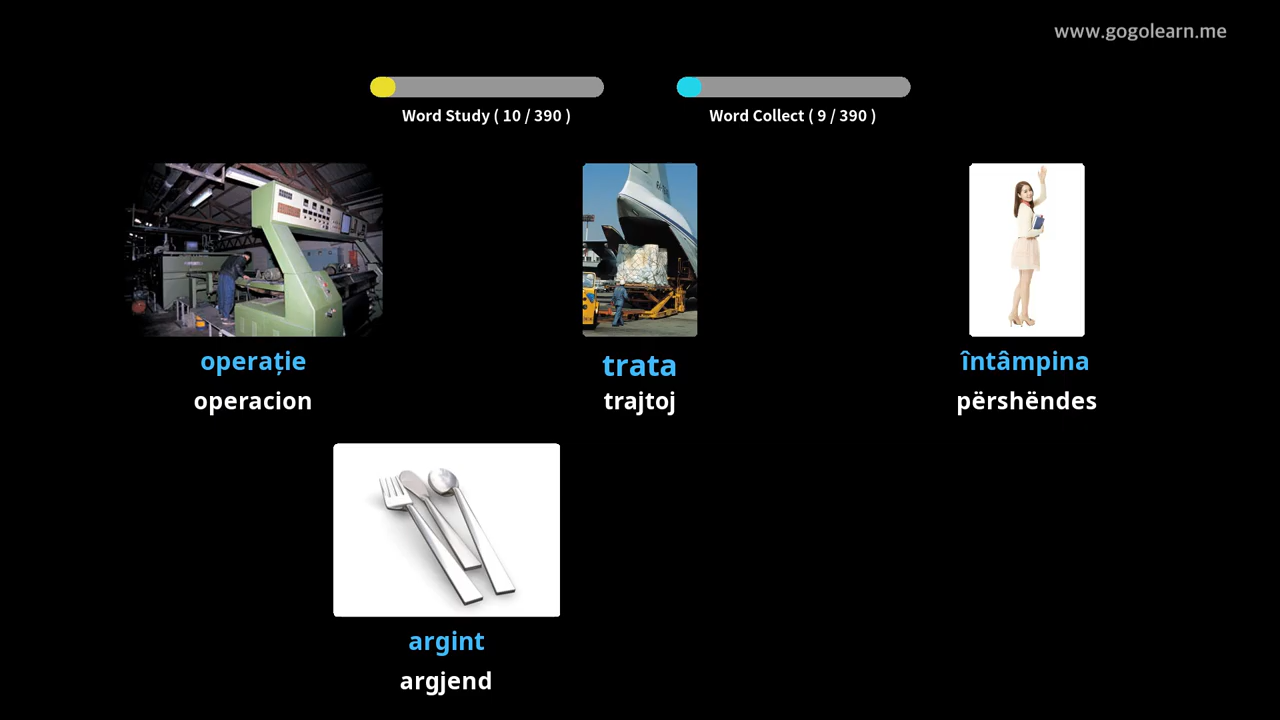 www.gogolearn.me
Word Study ( 10 / 390 )
Word Collect ( 9 / 390 )
operație
operacion
trata
trajtoj
întâmpina
përshëndes
argint
argjend